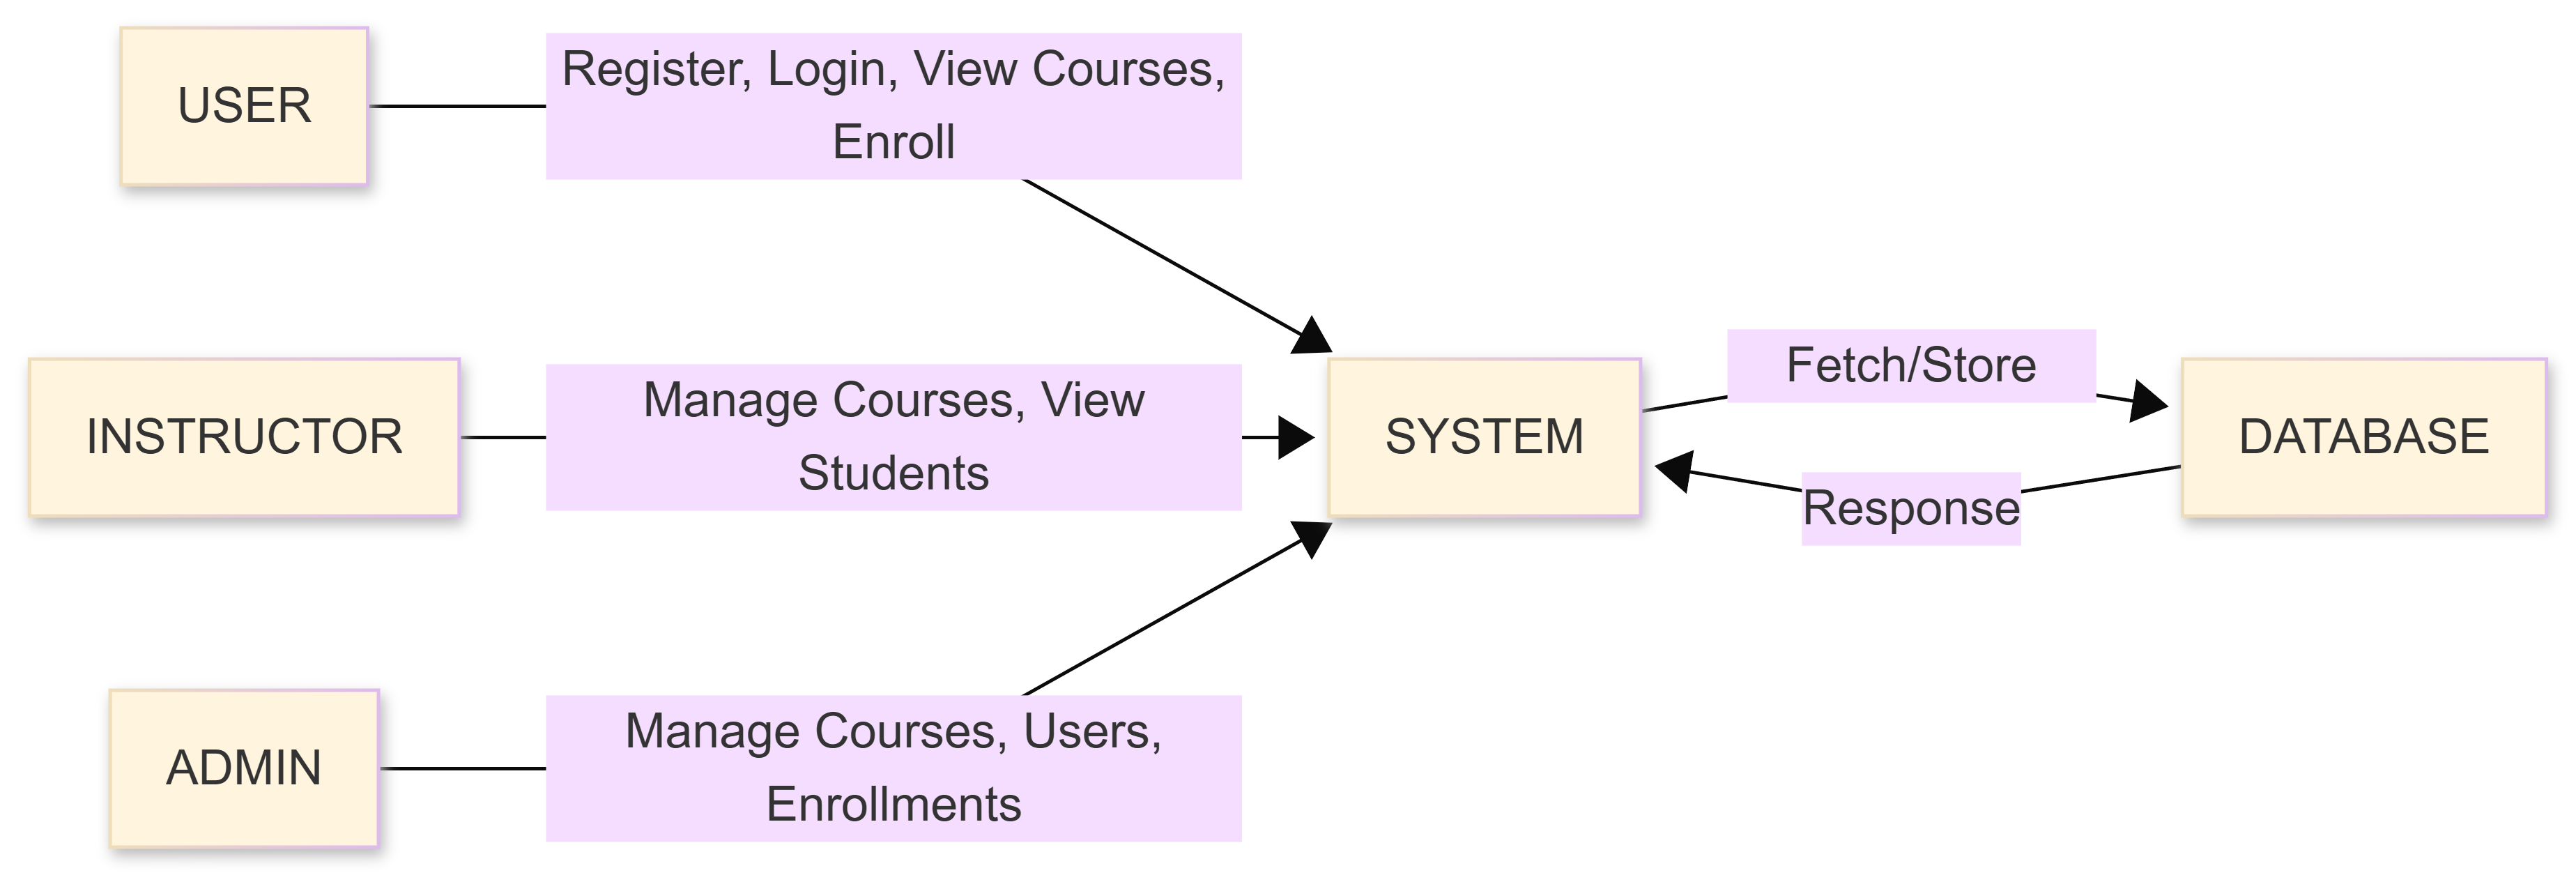 USER
Register, Login, View Courses,
Enroll
INSTRUCTOR
Manage Courses, View
Students
SYSTEM
Fetch/Store
Response
DATABASE
ADMIN
Manage Courses, Users,
Enrollments